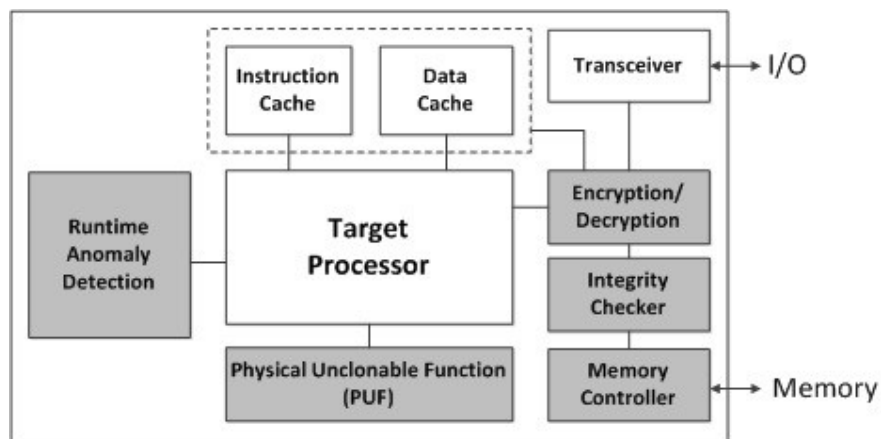 Instruction
Cache
Data
Cache
Transceiver
I/O
Runtime
Anomaly
Detection
Target
Processor
Encryption/
Decryption
Integrity
Checker
Physical Unclonable Function
(PUF)
Memory
Controller
Memory